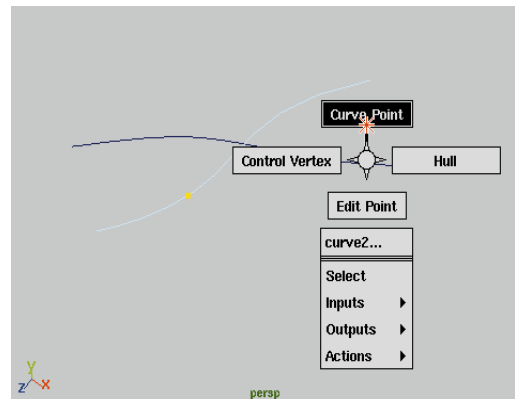 Curve Point
Control Vertex
Hull
Edit Point
curve2...
Select
Inputs
Outputs
Actions
y
z x
persp